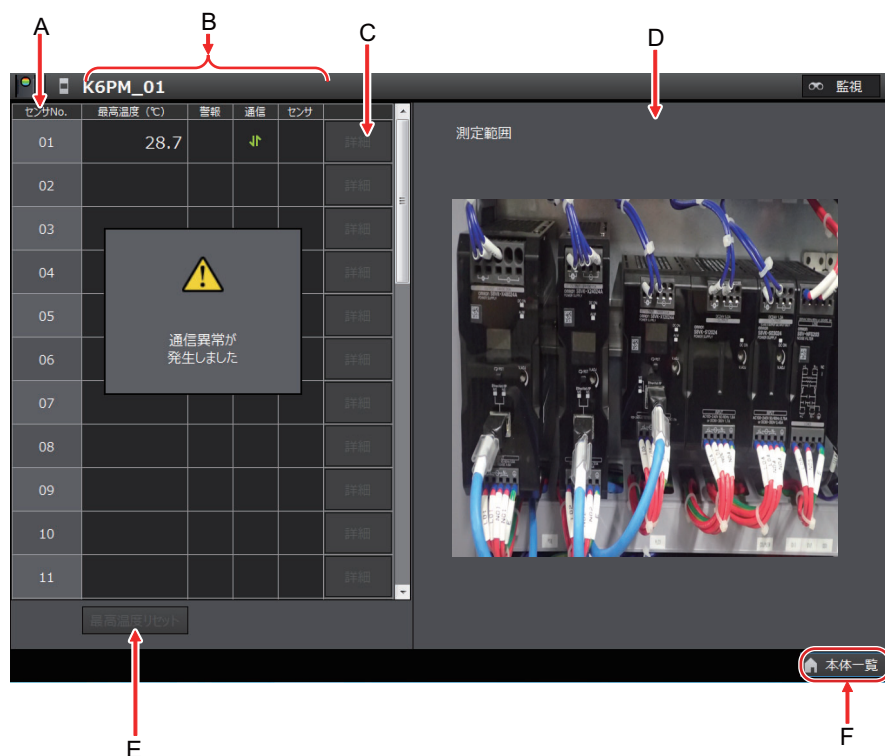 A
B
C
D
K6PM_01
監視
センサNo.
最高温度 (℃)
警報
通信
センサ
01
28.7
詳細
測定範囲
02
詳細
03
詳細
04
詳細
05
詳細
06
詳細
通信異常が
発生しました
07
詳細
08
詳細
09
詳細
10
詳細
11
詳細
最高温度リセット
本体一覧
E
F